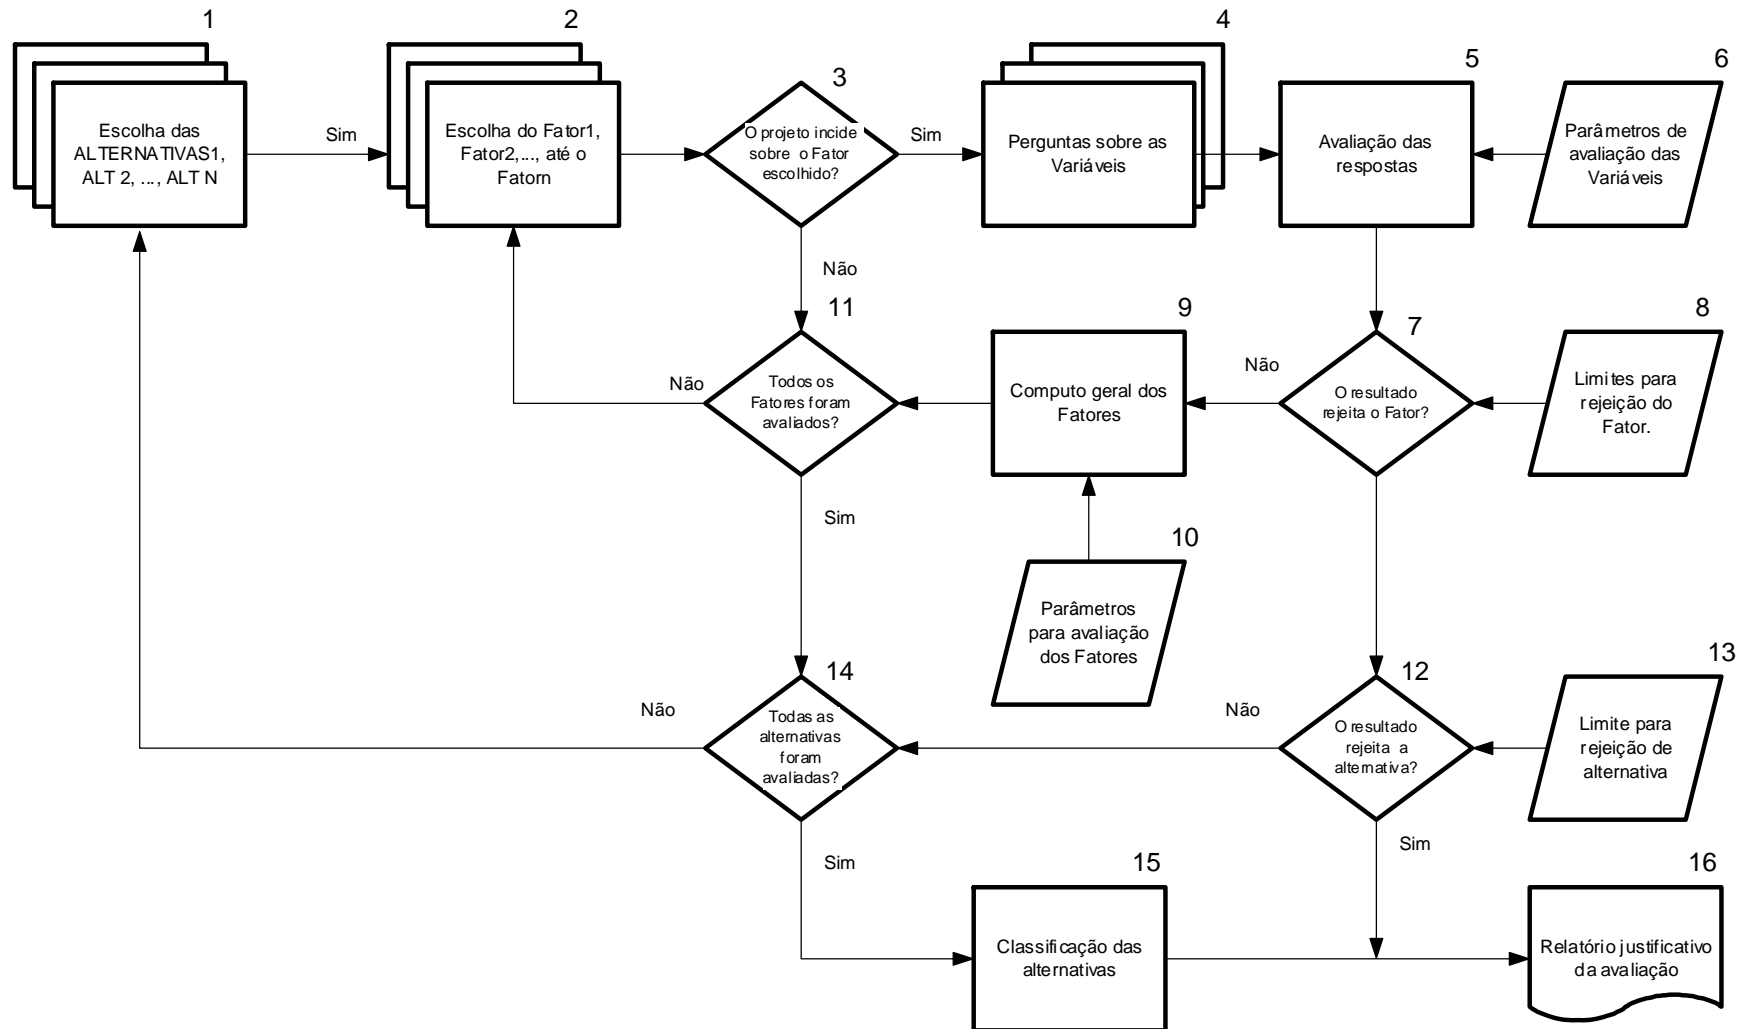 1
Escolha das
ALTERNATIVAS1,
ALT 2, ..., ALT N
Sim
2
Escolha do Fator1,
Fator2,..., até o
Fatorn
3
O projeto incide
sobre o Fator
escolhido?
Sim
Não
4
Perguntas sobre as
Variáveis
5
Avaliação das
respostas
6
Parâmetros de
avaliação das
Variáveis
11
Todos os
Fatores foram
avaliados?
Não
Sim
9
Computo geral dos
Fatores
Não
7
O resultado
rejeita o Fator?
8
Limites para
rejeição do
Fator.
10
Parâmetros
para avaliação
dos Fatores
14
Todas as
alternativas
foram
avaliadas?
Não
Sim
12
O resultado
rejeita a
alternativa?
Não
Sim
13
Limite para
rejeição de
alternativa
15
Classificação das
alternativas
16
Relatório justificativo
da avaliação